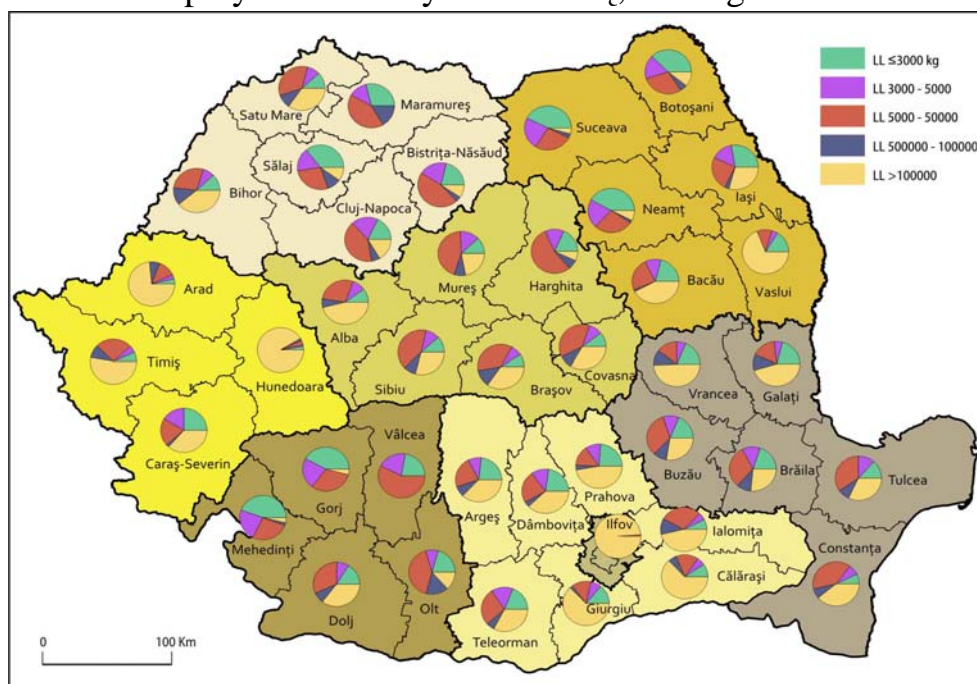 LL ≤3000 kg
LL 3000 - 5000
LL 5000 - 50000
LL 500000 - 100000
LL >100000
Botoşani
Satu Mare
Maramureş
Suceava
Sălaj
Bistriţa-Năsăud
Iaşi
Bihor
Cluj-Napoca
Neamţ
Mureş
Harghita
Bacău
Vaslui
Arad
Alba
Timiş
Hunedoara
Sibiu
Braşov
Covasna
Vrancea
Galaţi
Caraş-Severin
Vâlcea
Buzău
Brăila
Tulcea
Gorj
Argeş
Dâmboviţa
Prahova
Mehedinţi
Ilfov
Ialomiţa
Constanţa
Călăraşi
Dolj
Olt
Teleorman
Giurgiu
0
100 Km